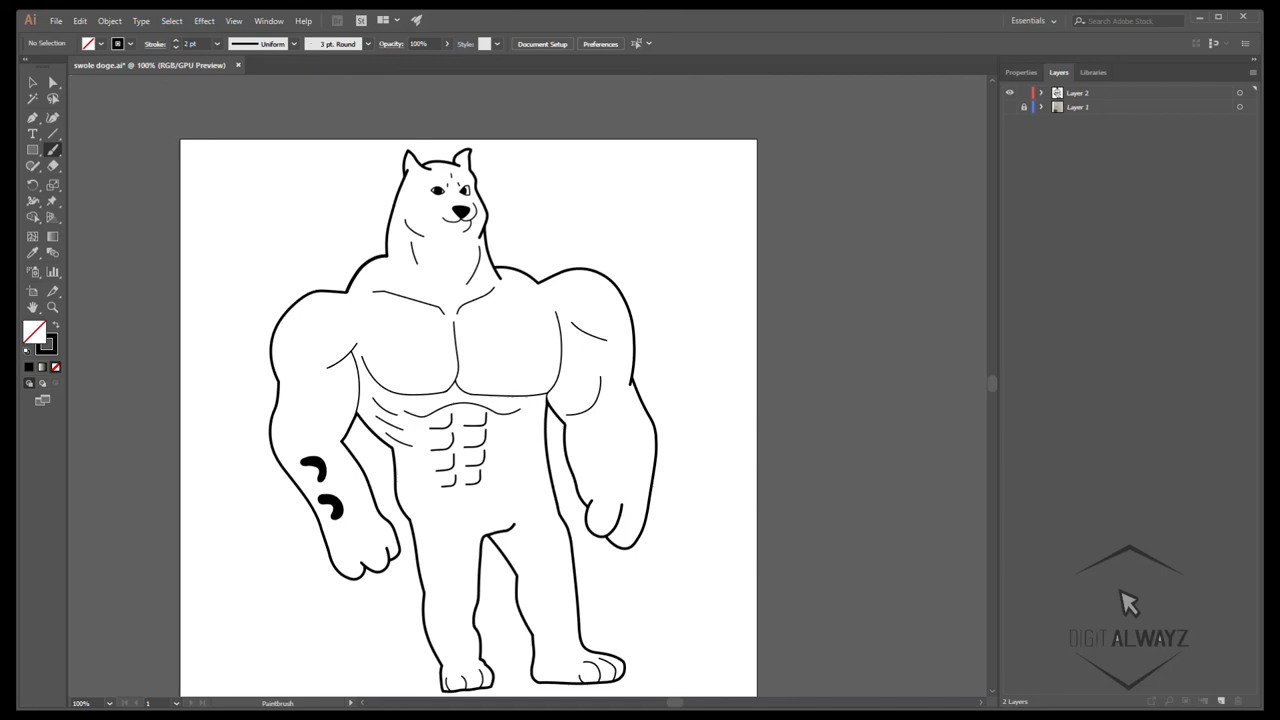 Ai File Edit Object Type Select Effect View Window Help Br St Essentials Search Adobe Stock
No Selection Stroke: 2 pt Uniform 3 pt. Round Opacity: 100% Style: Document Setup Preferences
swole doge.ai* @ 100% (RGB/GPU Preview) ×
Properties Layers Libraries
Layer 2
Layer 1
DIGIT ALWAYZ
100% 1 Paintbrush 2 Layers